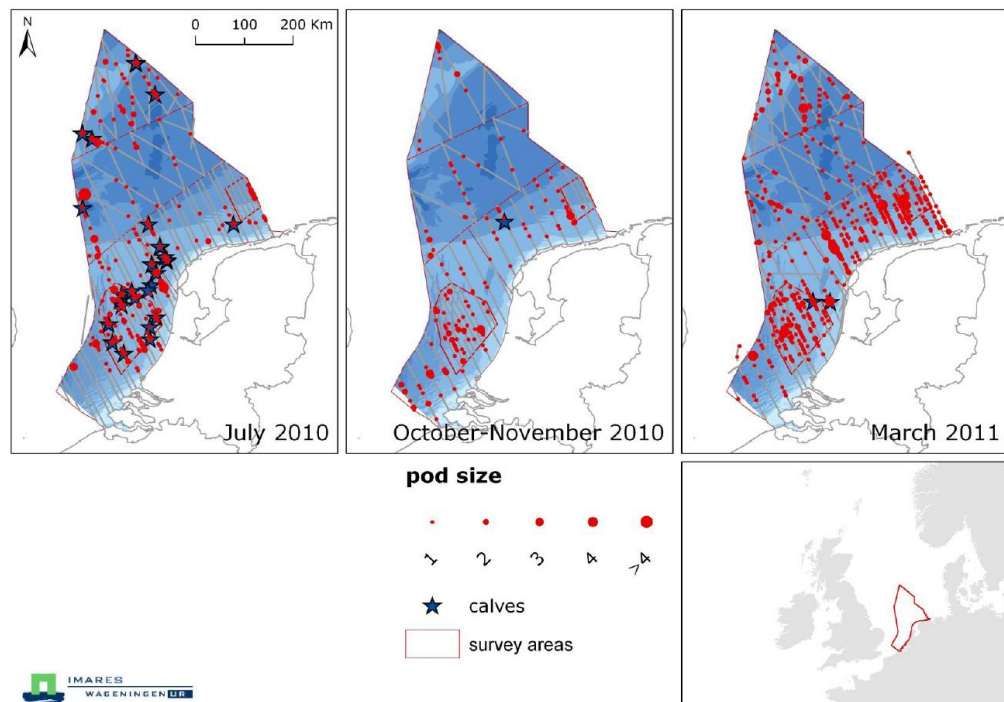 N
0 100 200 Km
July 2010
October-November 2010
March 2011
pod size
1 2 3 4 >4
calves
survey areas
IMARES
WAGENINGEN UR